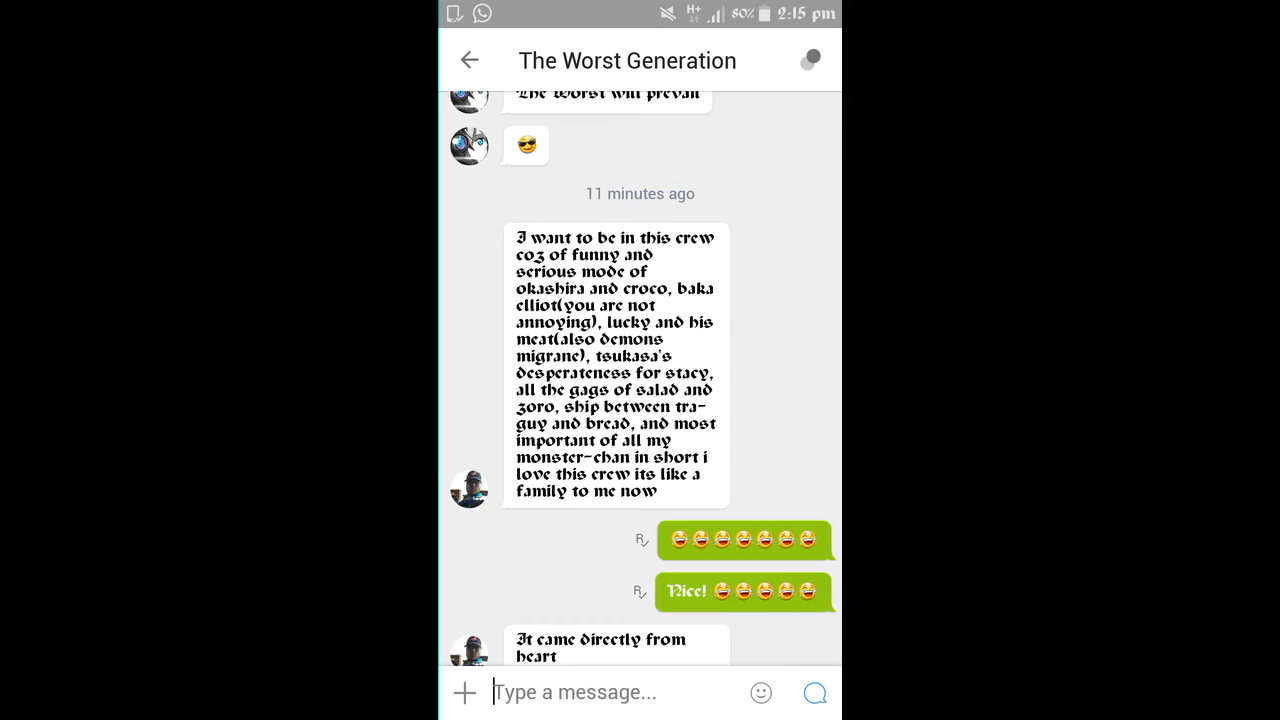 H+ 80% 2:15 pm
The Worst Generation
The Worst will prevail
😎
11 minutes ago
I want to be in this crew
coz of funny and
serious mode of
okashira and croco, baka
elliot(you are not
annoying), lucky and his
meat(also demons
migrane), tsukasa's
desperateness for stacy,
all the gags of salad and
zoro, ship between tra-
guy and bread, and most
important of all my
monster-chan in short i
love this crew its like a
family to me now
R 😂😂😂😂😂😂😂
R Nice! 😂😂😂😂😂
It came directly from
heart
Type a message...